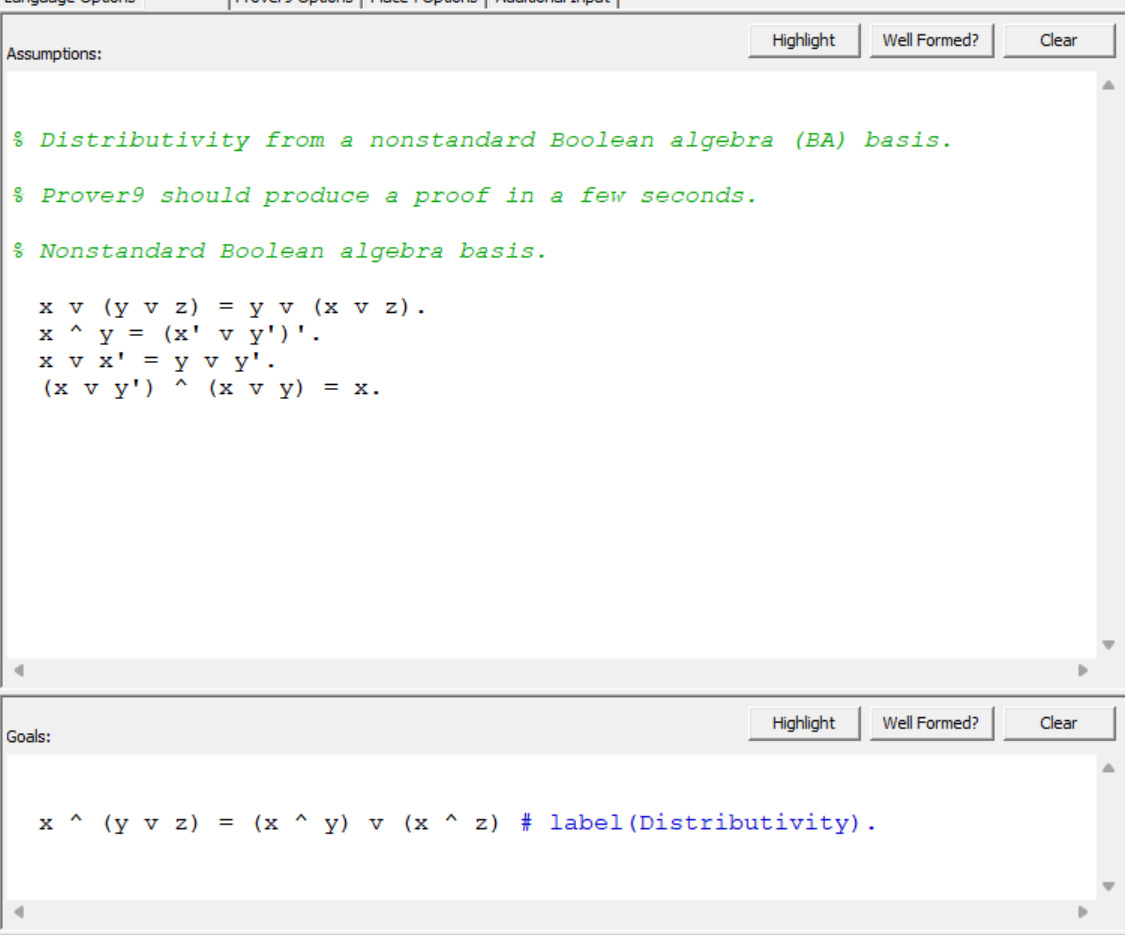 Language Options Prover9 Options Mace4 Options Additional Input
Assumptions: Highlight Well Formed? Clear
% Distributivity from a nonstandard Boolean algebra (BA) basis.
% Prover9 should produce a proof in a few seconds.
% Nonstandard Boolean algebra basis.
x v (y v z) = y v (x v z).
x ^ y = (x' v y')'.
x v x' = y v y'.
(x v y') ^ (x v y) = x.
Goals: Highlight Well Formed? Clear
x ^ (y v z) = (x ^ y) v (x ^ z) # label(Distributivity).